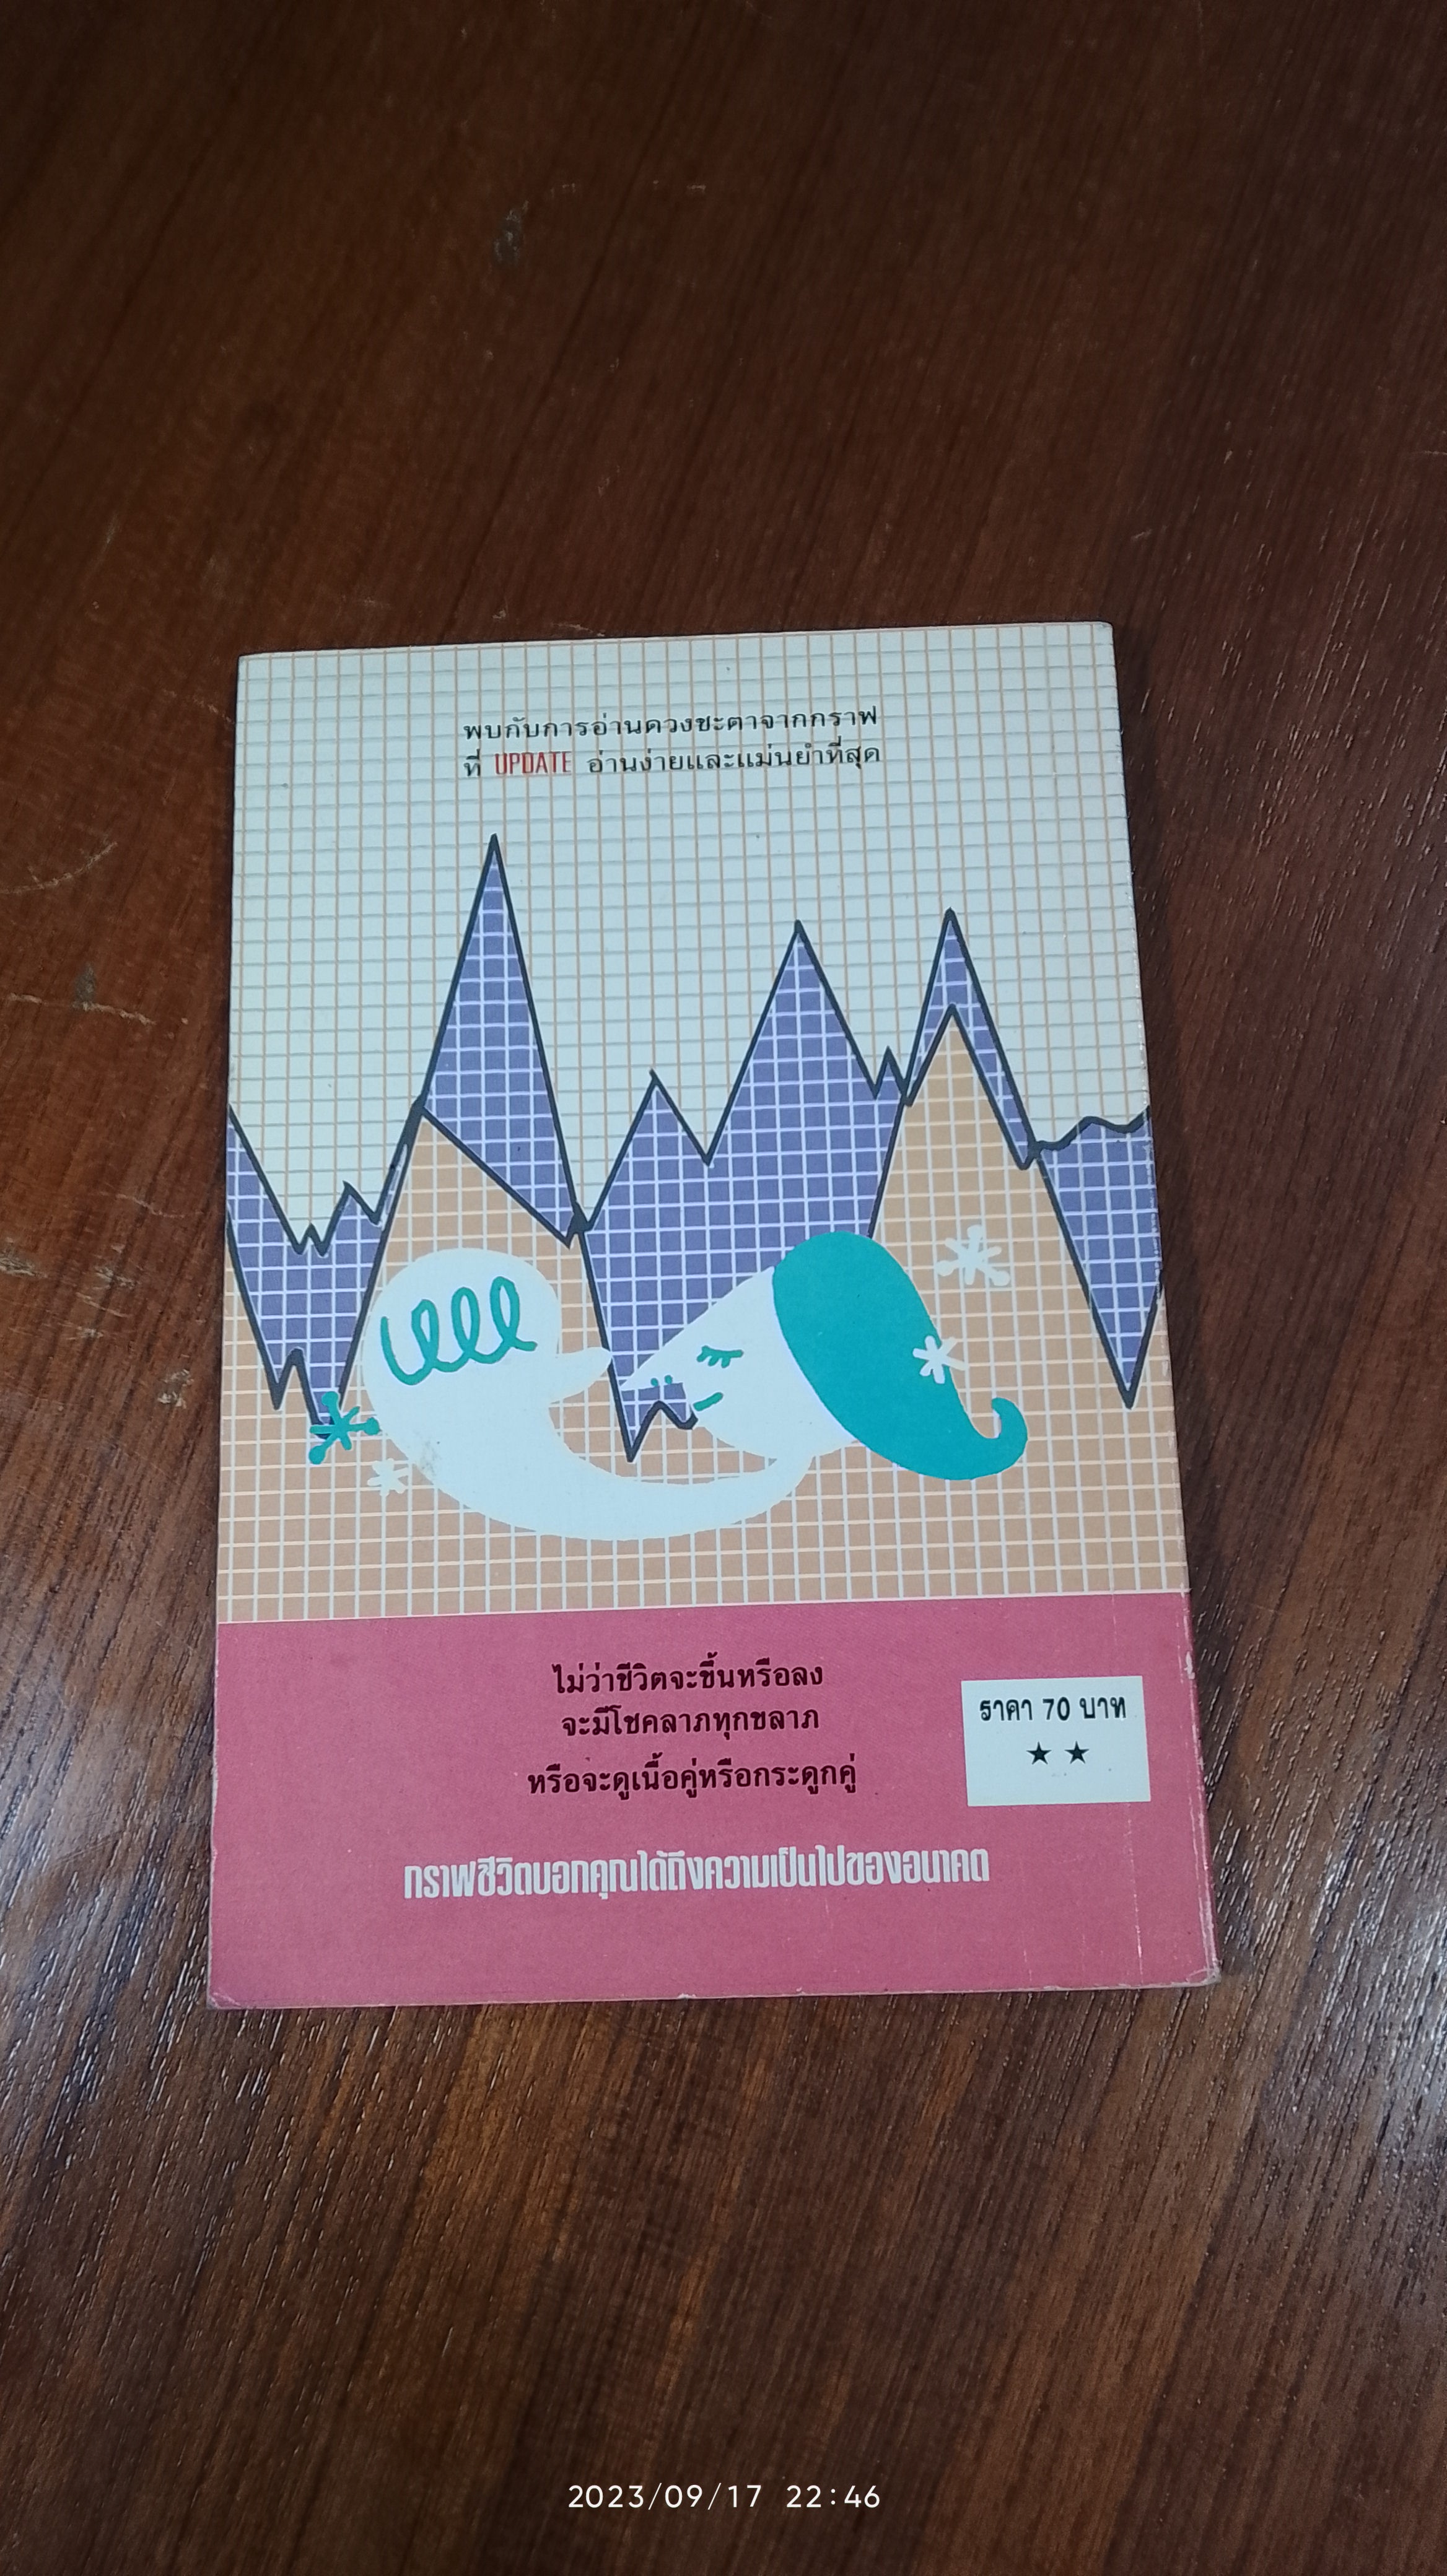 พบกับการอ่านดวงชะตาจากกราฟ
ที่ UPDATE อ่านง่ายและแม่นยำที่สุด
ไม่ว่าชีวิตจะขึ้นหรือลง
จะมีโชคลาภทุกขลาภ
หรือจะดูเนื้อคู่หรือกระดูกคู่
ราคา 70 บาท
★ ★
กราฟชีวิตบอกคุณได้ถึงความเป็นไปของอนาคต
2023/09/17 22:46